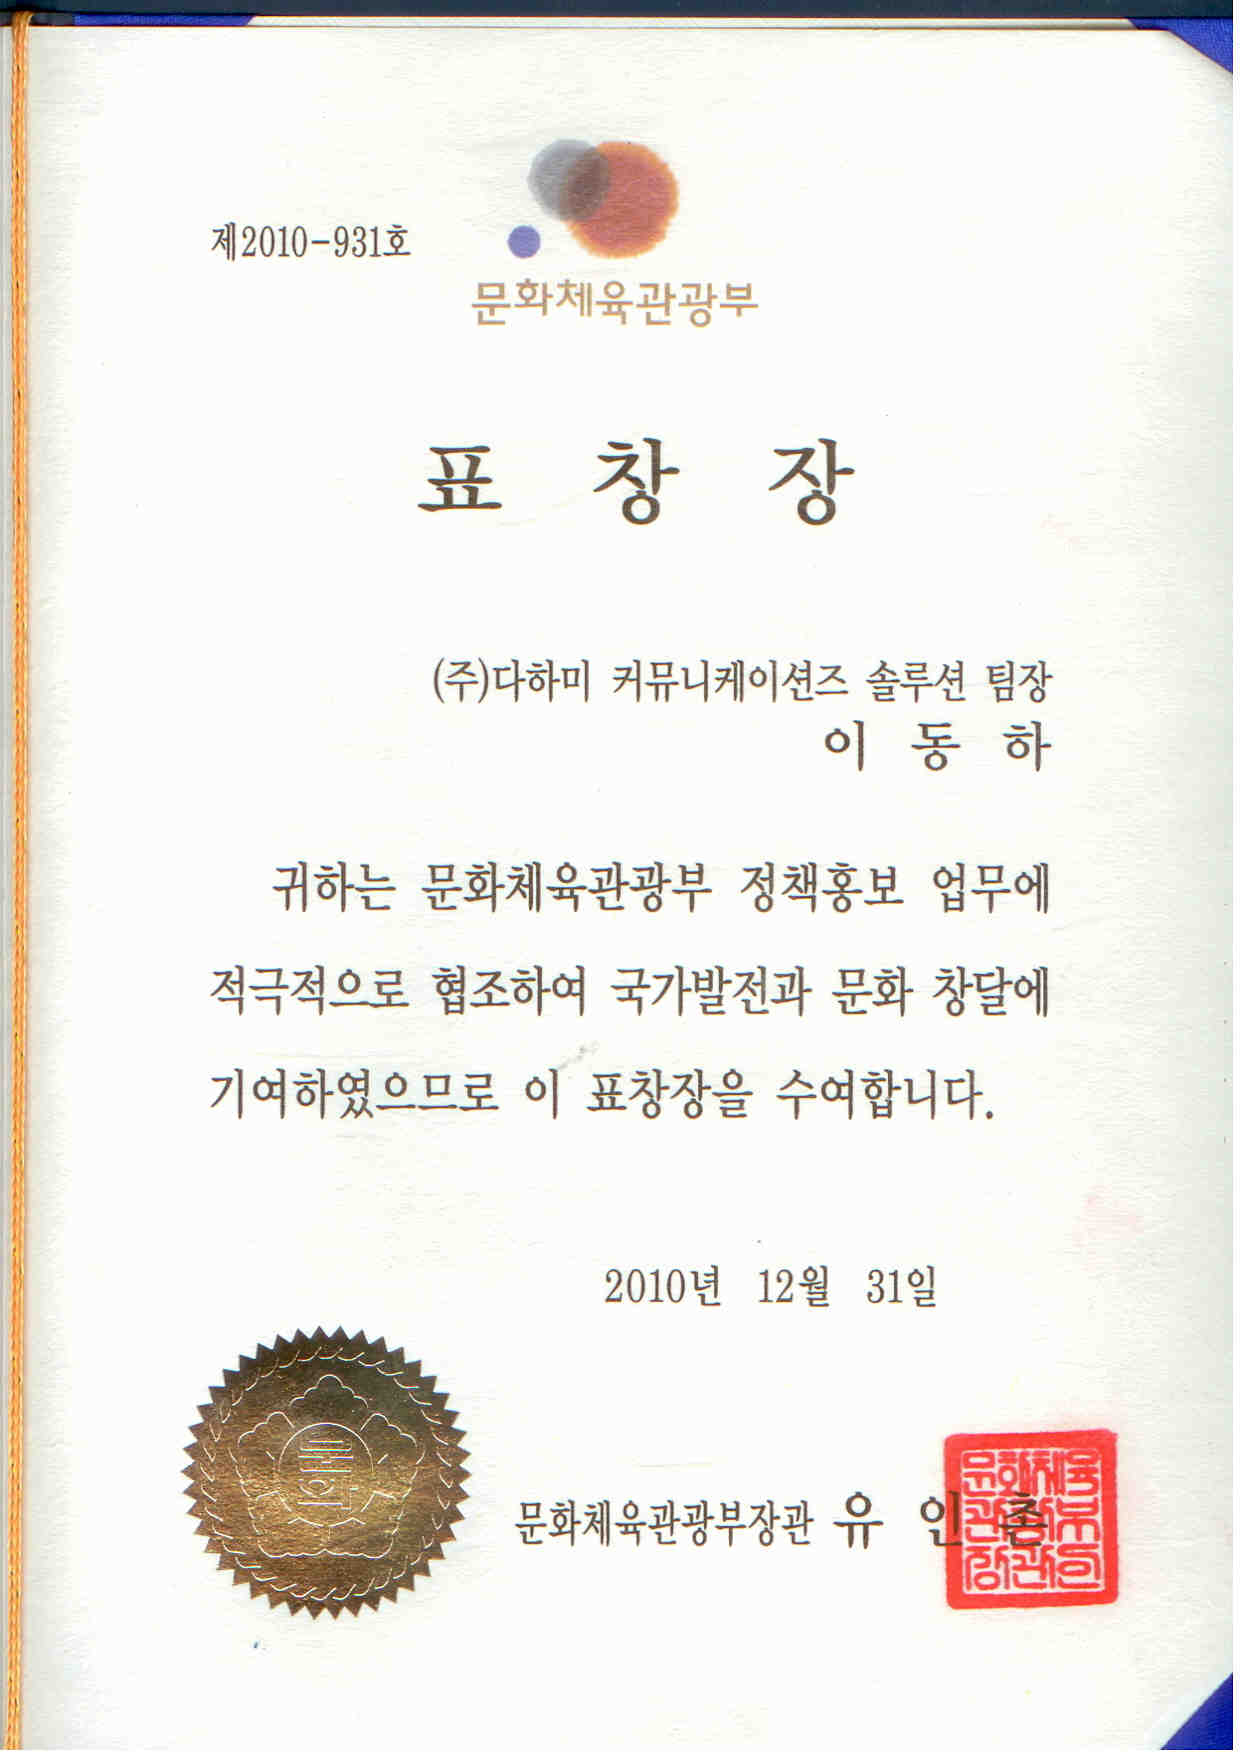 제2010-931호
문화체육관광부
표 창 장
(주)다하미 커뮤니케이션즈 솔루션 팀장
이 동 하
귀하는 문화체육관광부 정책홍보 업무에
적극적으로 협조하여 국가발전과 문화 창달에
기여하였으므로 이 표창장을 수여합니다.
2010년 12월 31일
문화체육관광부장관 유 인 촌
문화체육
관광부
장관의인